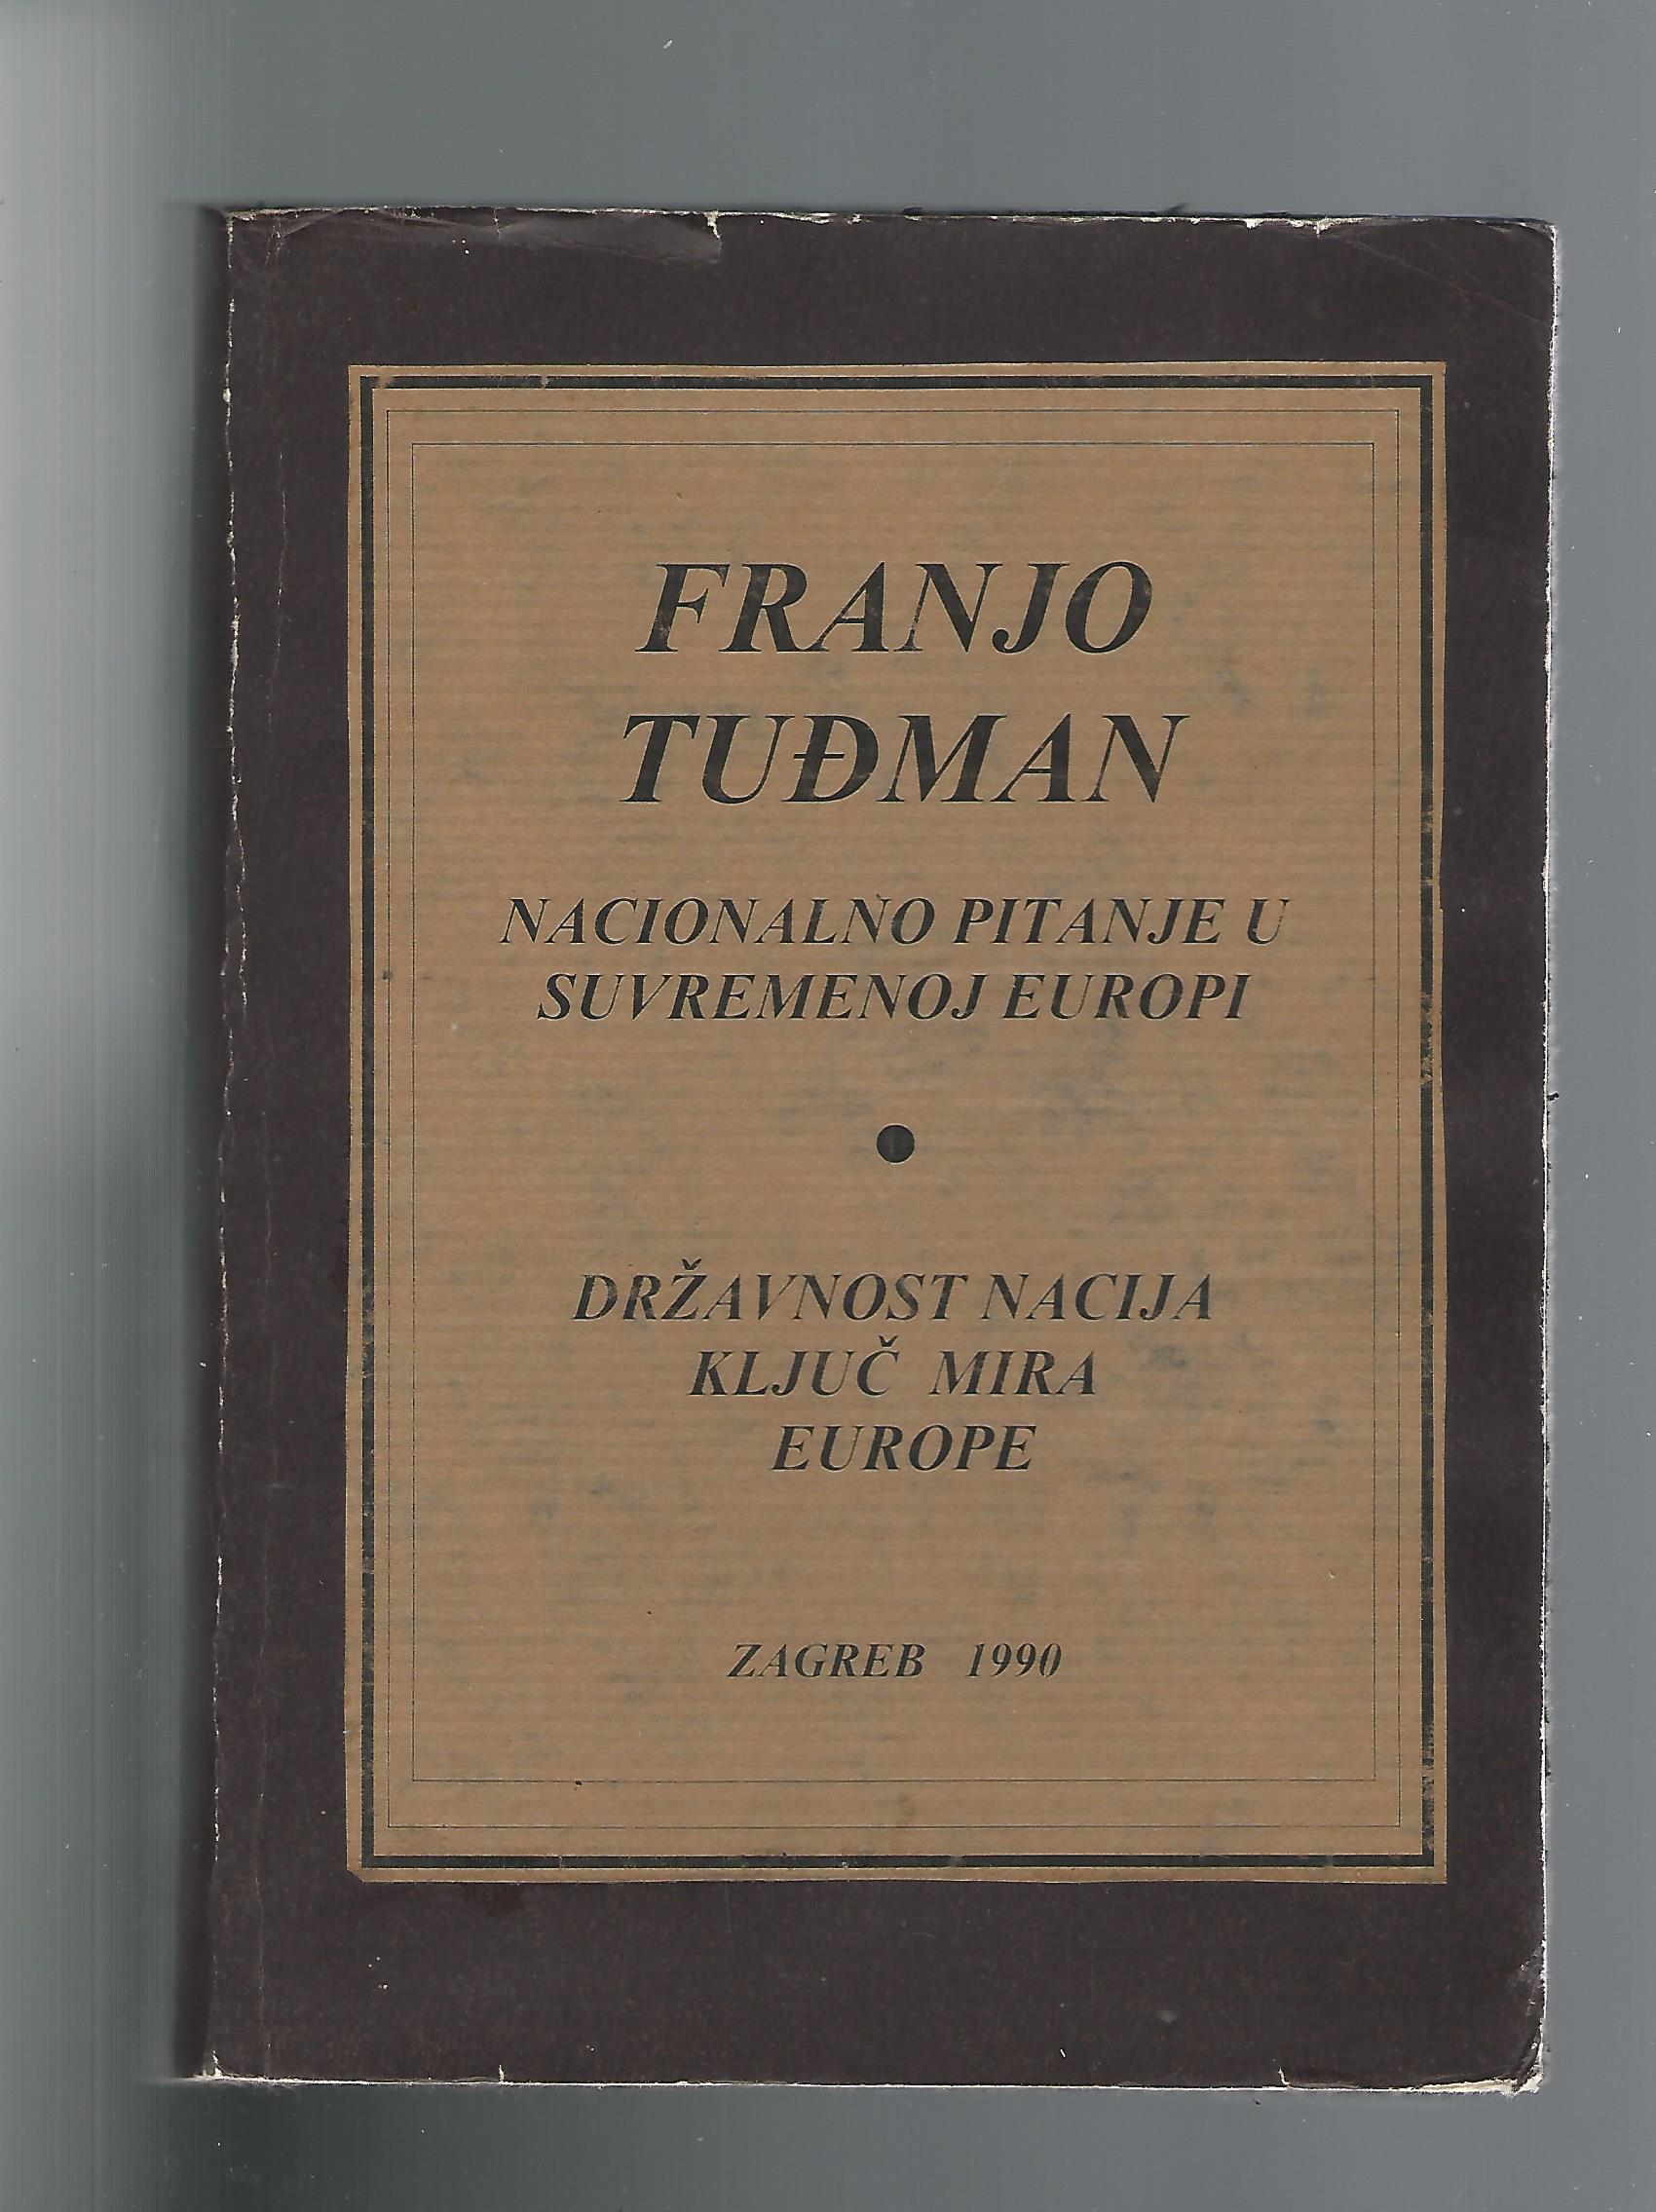 FRANJO
TUĐMAN
NACIONALNO PITANJE U
SUVREMENOJ EUROPI
●
DRŽAVNOST NACIJA
KLJUČ MIRA
EUROPE
ZAGREB 1990